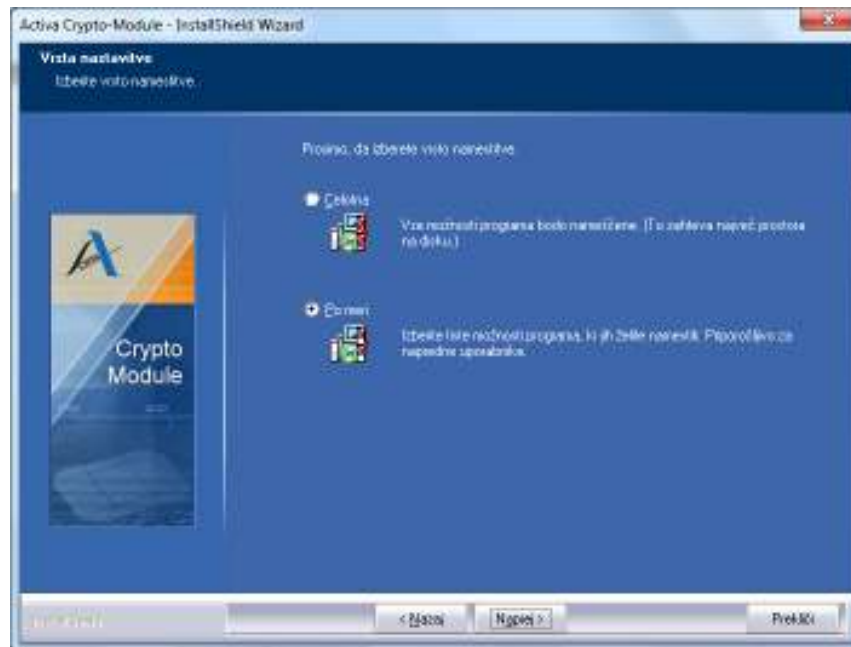 Activa Crypto-Module - InstallShield Wizard
Vrsta nastavitve
Izberite vrsto namestitve.
Prosimo, da izberete vrsto namestitve.
Celotna
Vse možnosti programa bodo nameščene. (To zahteva največ prostora
na disku.)
Po meri
Izberite tiste možnosti programa, ki jih želite namestiti. Priporočljivo za
napredne uporabnike.
Crypto
Module
InstallShield
< Nazaj
Naprej >
Prekliči